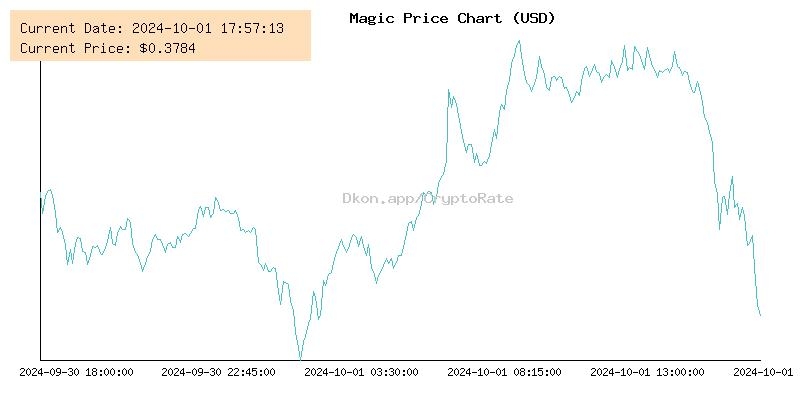 Magic Price Chart (USD)
Current Date: 2024-10-01 17:57:13
Current Price: $0.3784
Dkon.app/CryptoRate
2024-09-30 18:00:00
2024-09-30 22:45:00
2024-10-01 03:30:00
2024-10-01 08:15:00
2024-10-01 13:00:00
2024-10-01